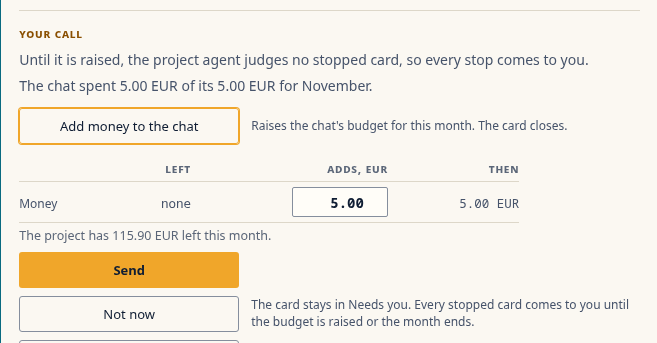 YOUR CALL
Until it is raised, the project agent judges no stopped card, so every stop comes to you.
The chat spent 5.00 EUR of its 5.00 EUR for November.
Add money to the chat
Raises the chat's budget for this month. The card closes.
LEFT ADDS, EUR THEN
Money none 5.00 5.00 EUR
The project has 115.90 EUR left this month.
Send
Not now
The card stays in Needs you. Every stopped card comes to you until
the budget is raised or the month ends.